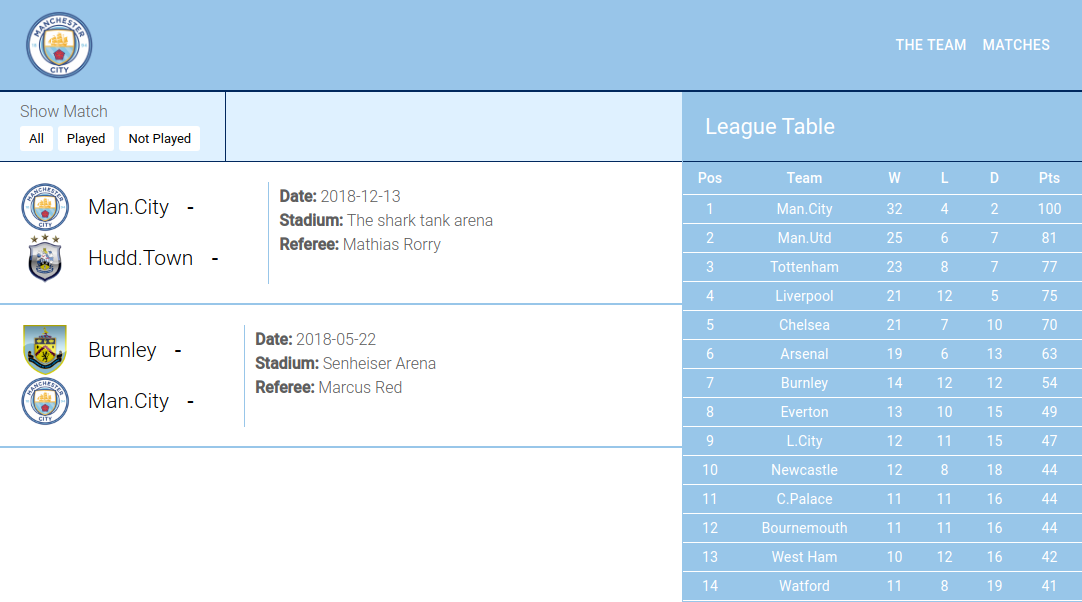 MANCHESTER
CITY
THE TEAM MATCHES
Show Match
All Played Not Played
Man.City -
Hudd.Town -
Date: 2018-12-13
Stadium: The shark tank arena
Referee: Mathias Rorry
Burnley -
Man.City -
Date: 2018-05-22
Stadium: Senheiser Arena
Referee: Marcus Red
League Table
Pos Team W L D Pts
1 Man.City 32 4 2 100
2 Man.Utd 25 6 7 81
3 Tottenham 23 8 7 77
4 Liverpool 21 12 5 75
5 Chelsea 21 7 10 70
6 Arsenal 19 6 13 63
7 Burnley 14 12 12 54
8 Everton 13 10 15 49
9 L.City 12 11 15 47
10 Newcastle 12 8 18 44
11 C.Palace 11 11 16 44
12 Bournemouth 11 11 16 44
13 West Ham 10 12 16 42
14 Watford 11 8 19 41